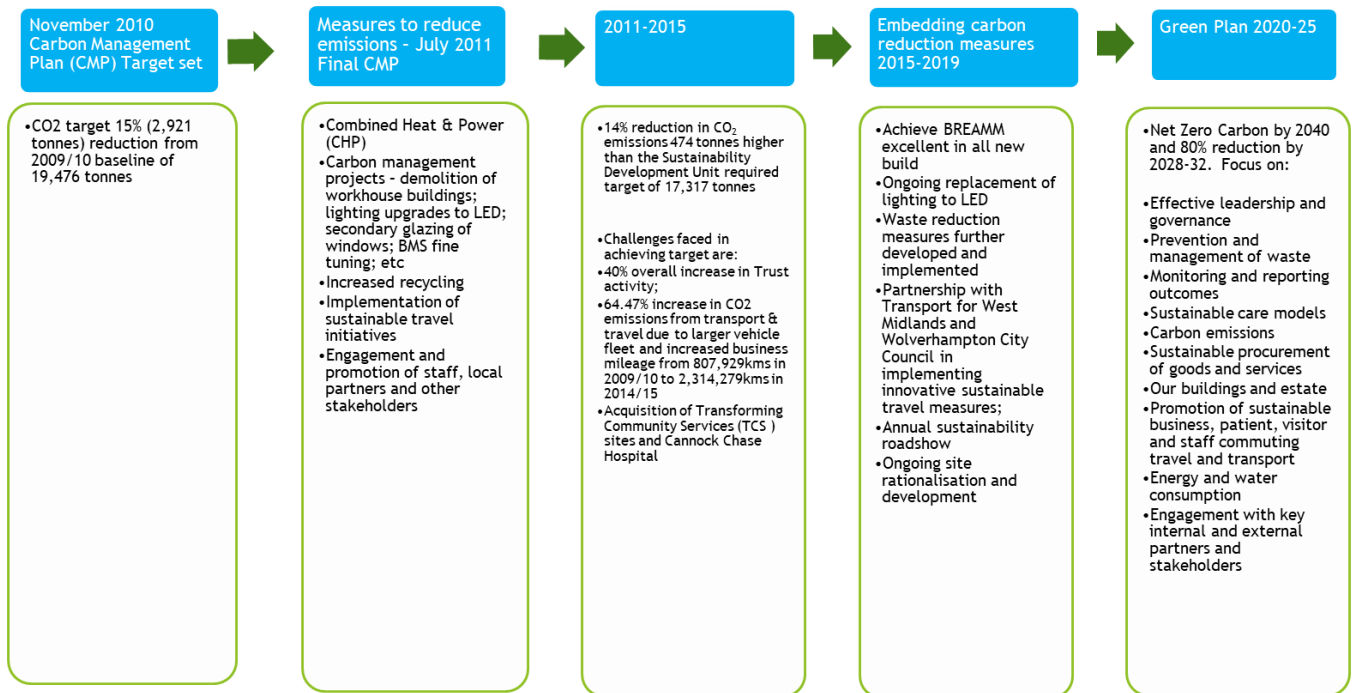 November 2010
Carbon Management
Plan (CMP) Target set
•CO2 target 15% (2,921
tonnes) reduction from
2009/10 baseline of
19,476 tonnes
Measures to reduce
emissions - July 2011
Final CMP
•Combined Heat & Power
(CHP)
•Carbon management
projects - demolition of
workhouse buildings;
lighting upgrades to LED;
secondary glazing of
windows; BMS fine
tuning; etc
•Increased recycling
•Implementation of
sustainable travel
initiatives
•Engagement and
promotion of staff, local
partners and other
stakeholders
2011-2015
•14% reduction in CO₂
emissions 474 tonnes higher
than the Sustainability
Development Unit required
target of 17,317 tonnes
•Challenges faced in
achieving target are:
•40% overall increase in Trust
activity;
•64.47% increase in CO2
emissions from transport &
travel due to larger vehicle
fleet and increased business
mileage from 807,929kms in
2009/10 to 2,314,279kms in
2014/15
•Acquisition of Transforming
Community Services (TCS )
sites and Cannock Chase
Hospital
Embedding carbon
reduction measures
2015-2019
•Achieve BREAMM
excellent in all new
build
•Ongoing replacement of
lighting to LED
•Waste reduction
measures further
developed and
implemented
•Partnership with
Transport for West
Midlands and
Wolverhampton City
Council in
implementing
innovative sustainable
travel measures;
•Annual sustainability
roadshow
•Ongoing site
rationalisation and
development
Green Plan 2020-25
•Net Zero Carbon by 2040
and 80% reduction by
2028-32. Focus on:
•Effective leadership and
governance
•Prevention and
management of waste
•Monitoring and reporting
outcomes
•Sustainable care models
•Carbon emissions
•Sustainable procurement
of goods and services
•Our buildings and estate
•Promotion of sustainable
business, patient, visitor
and staff commuting
travel and transport
•Energy and water
consumption
•Engagement with key
internal and external
partners and
stakeholders